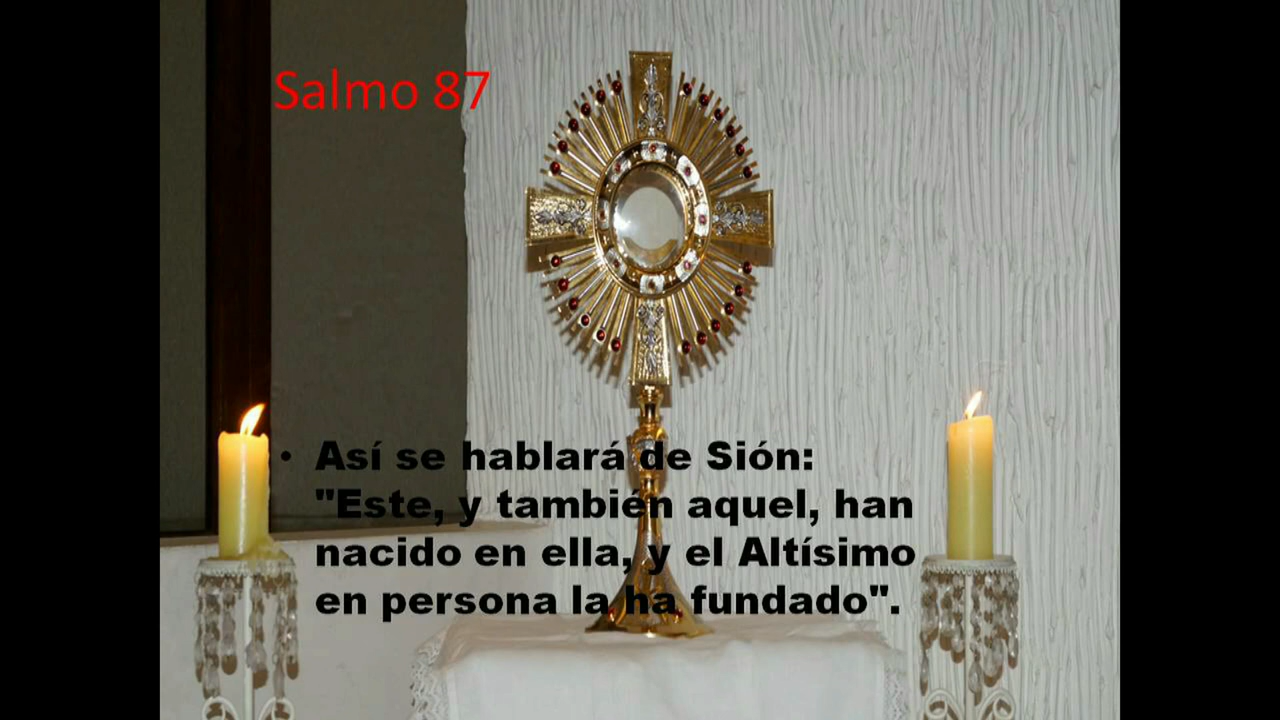 Salmo 87
• Así se hablará de Sión:
"Este, y también aquel, han
nacido en ella, y el Altísimo
en persona la ha fundado".